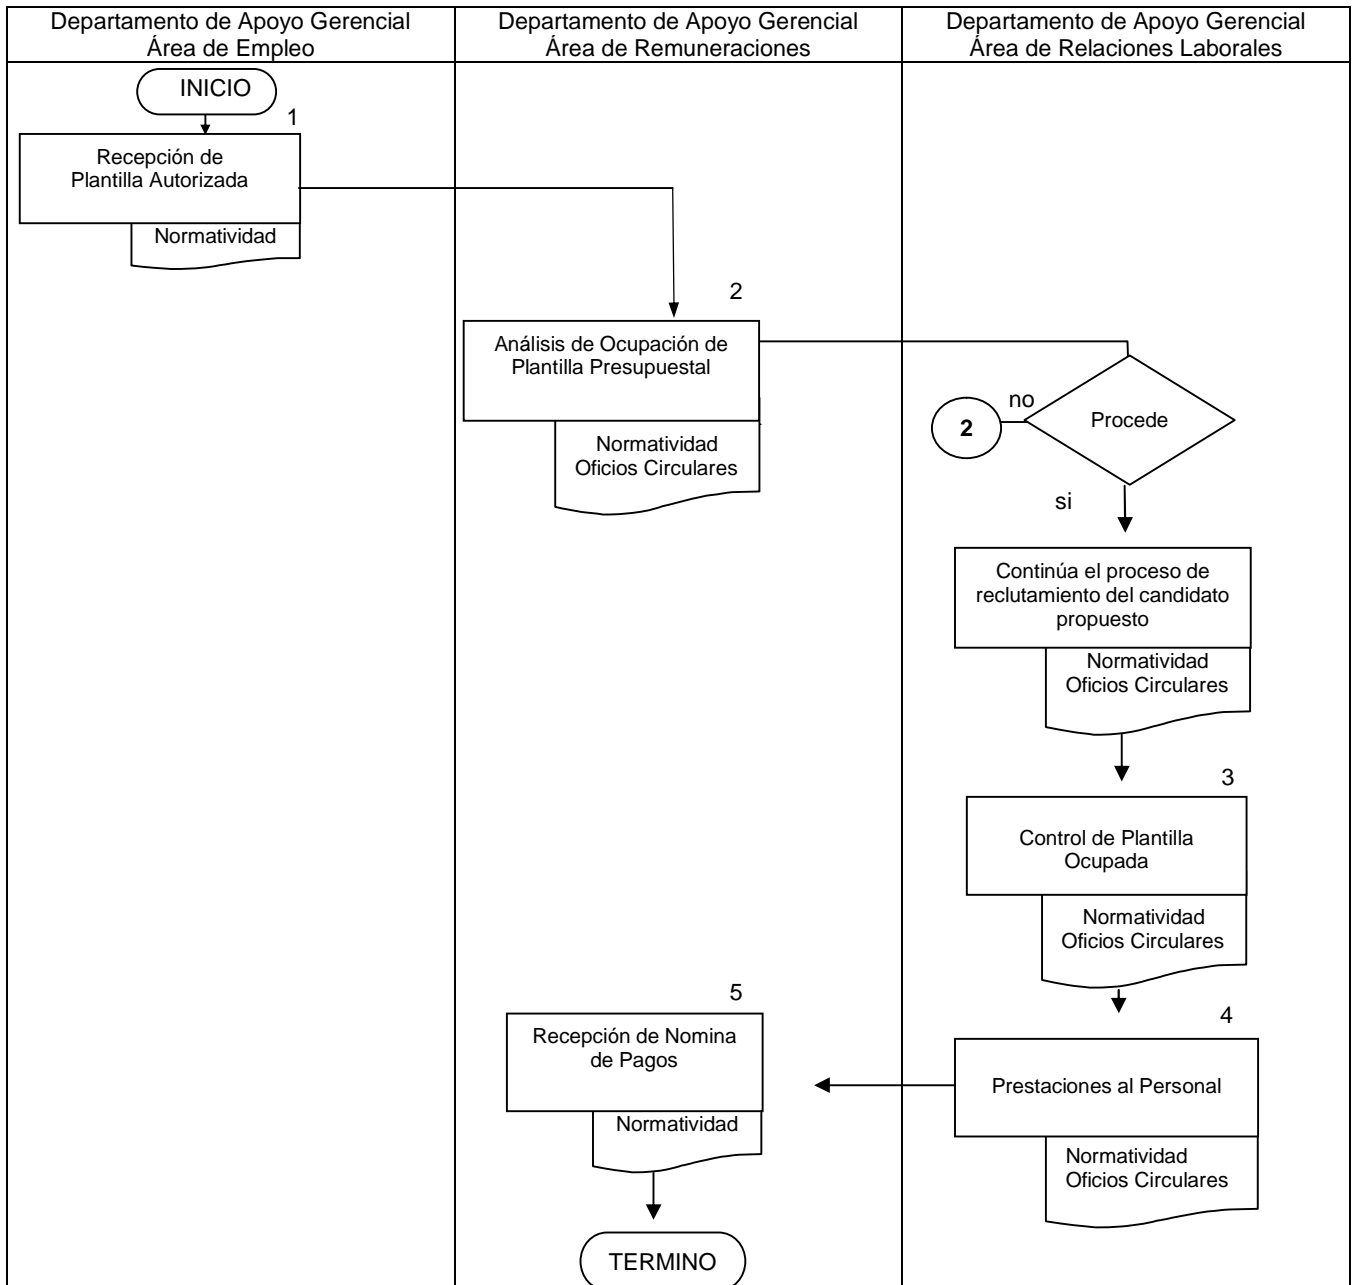 Departamento de Apoyo Gerencial
Área de Empleo
Departamento de Apoyo Gerencial
Área de Remuneraciones
Departamento de Apoyo Gerencial
Área de Relaciones Laborales
INICIO
1
Recepción de
Plantilla Autorizada
Normatividad
2
Análisis de Ocupación de
Plantilla Presupuestal
Normatividad
Oficios Circulares
Procede
no
2
si
Continúa el proceso de
reclutamiento del candidato
propuesto
Normatividad
Oficios Circulares
3
Control de Plantilla
Ocupada
Normatividad
Oficios Circulares
4
Prestaciones al Personal
Normatividad
Oficios Circulares
5
Recepción de Nomina
de Pagos
Normatividad
TERMINO